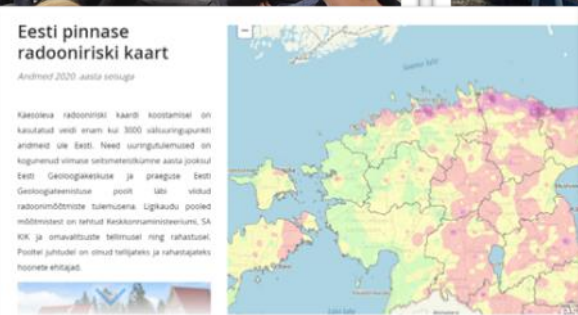 Eesti pinnase
radooniriski kaart
Andmed 2020. aasta seisuga
Käesoleva radooniriski kaardi koostamisel on
kasutatud veidi enam kui 3000 välisuuringupunkti
andmeid üle Eesti. Need uuringutulemused on
kogunenud viimase seitsmeteistkümne aasta jooksul
Eesti Geoloogiakeskuse ja praeguse Eesti
Geoloogiateenistuse poolt läbi viidud
radoonimõõtmiste tulemusena. Ligikaudu pooled
mõõtmistest on tehtud Keskkonnaministeeriumi, SA
KIK ja omavalitsuste tellimusel ning rahastusel.
Pooltel juhtudel on olnud tellijateks ja rahastajateks
hoonete ehitajad.